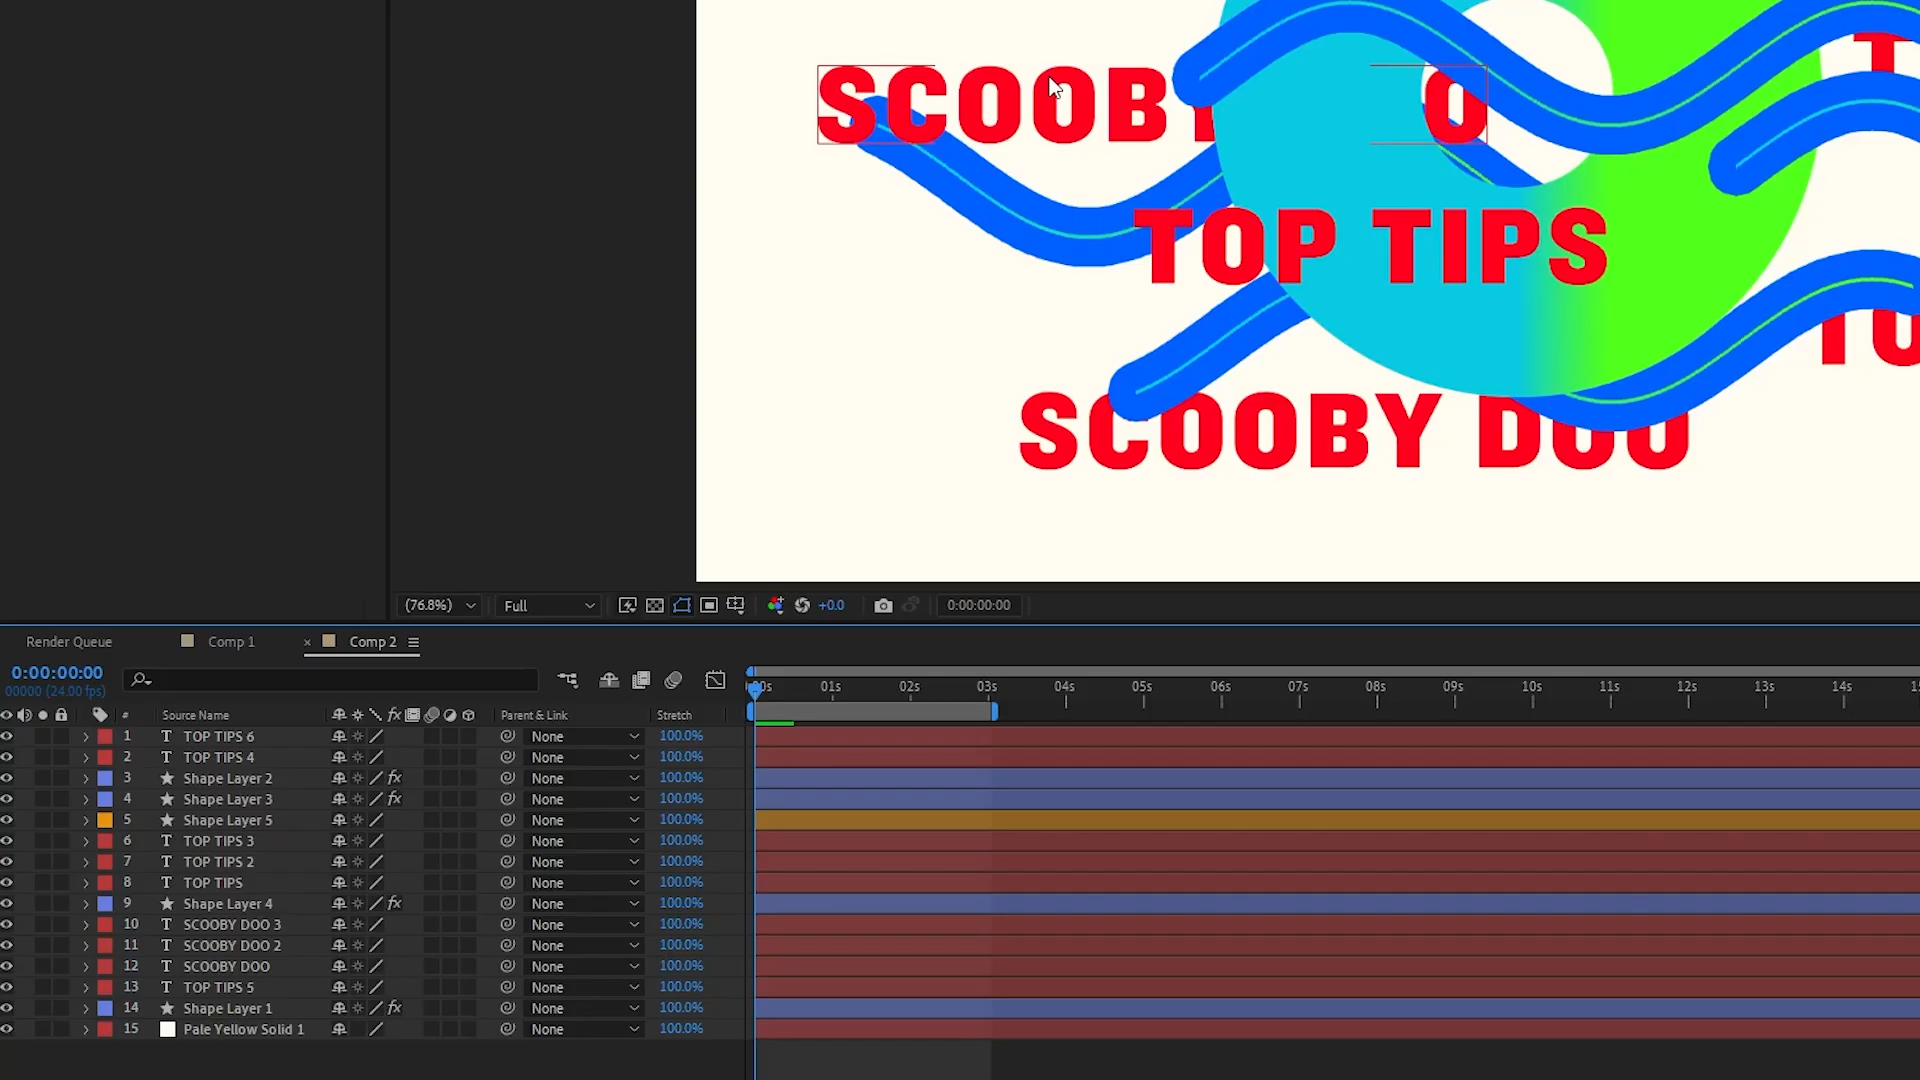 SCOOBY O
TOP TIPS
SCOOBY DOO
(76.8%)
Full
+0.0
0:00:00:00
Render Queue
Comp 1
× Comp 2
0:00:00:00
00000 (24.00 fps)
01s 02s 03s 04s 05s 06s 07s 08s 09s 10s 11s 12s 13s 14s
# Source Name fx Parent & Link Stretch
1 T TOP TIPS 6 None 100.0%
2 T TOP TIPS 4 None 100.0%
3 Shape Layer 2 fx None 100.0%
4 Shape Layer 3 fx None 100.0%
5 Shape Layer 5 None 100.0%
6 T TOP TIPS 3 None 100.0%
7 T TOP TIPS 2 None 100.0%
8 T TOP TIPS None 100.0%
9 Shape Layer 4 fx None 100.0%
10 T SCOOBY DOO 3 None 100.0%
11 T SCOOBY DOO 2 None 100.0%
12 T SCOOBY DOO None 100.0%
13 T TOP TIPS 5 None 100.0%
14 Shape Layer 1 fx None 100.0%
15 Pale Yellow Solid 1 None 100.0%